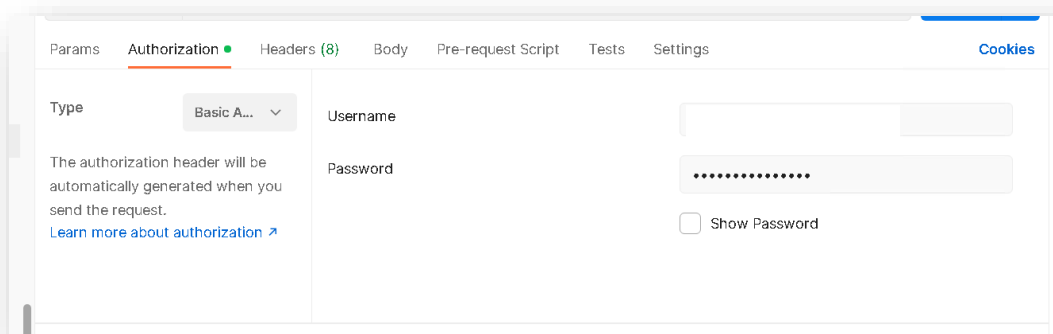 Params Authorization Headers (8) Body Pre-request Script Tests Settings Cookies
Type Basic A...
The authorization header will be
automatically generated when you
send the request.
Learn more about authorization ↗
Username
Password •••••••••••••••
Show Password